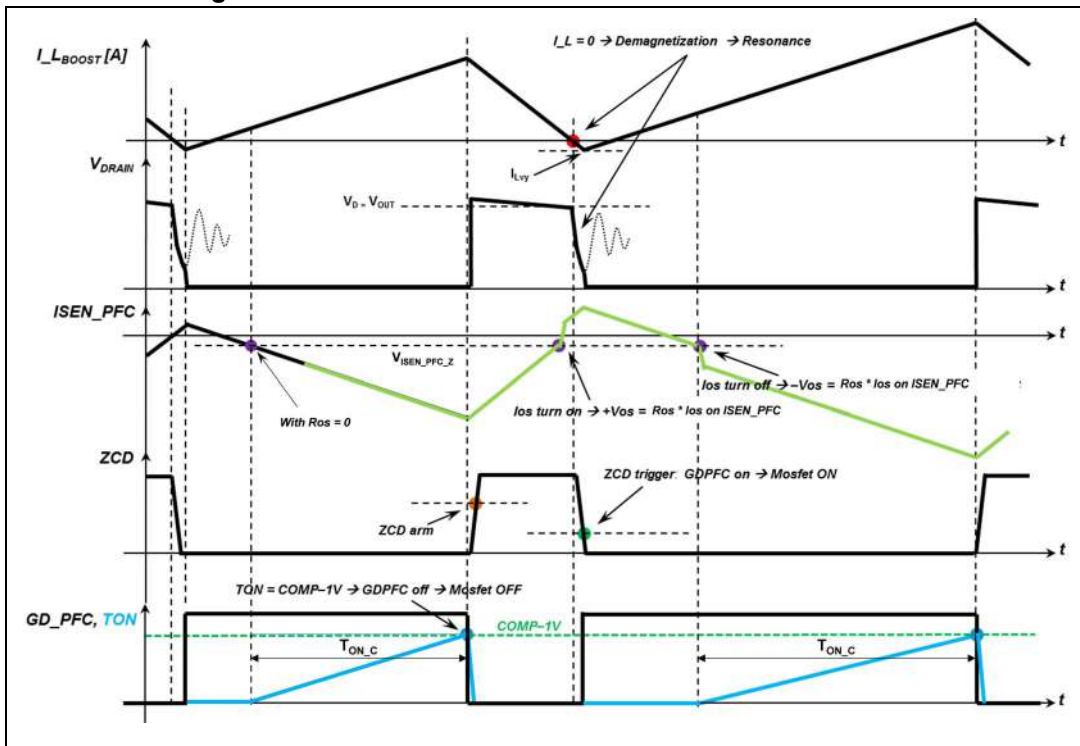 I_L = 0 → Demagnetization → Resonance
I_L_BOOST [A]
t
I_Lvy
V_DRAIN
V_D = V_OUT
t
ISEN_PFC
t
V_ISEN_PFC_Z
Ios turn off → –Vos = Ros * Ios on ISEN_PFC
Ios turn on → +Vos = Ros * Ios on ISEN_PFC
With Ros = 0
ZCD
ZCD trigger: GDPFC on → Mosfet ON
ZCD arm
t
TON = COMP–1V → GDPFC off → Mosfet OFF
GD_PFC, TON
COMP–1V
T_ON_C
T_ON_C
t